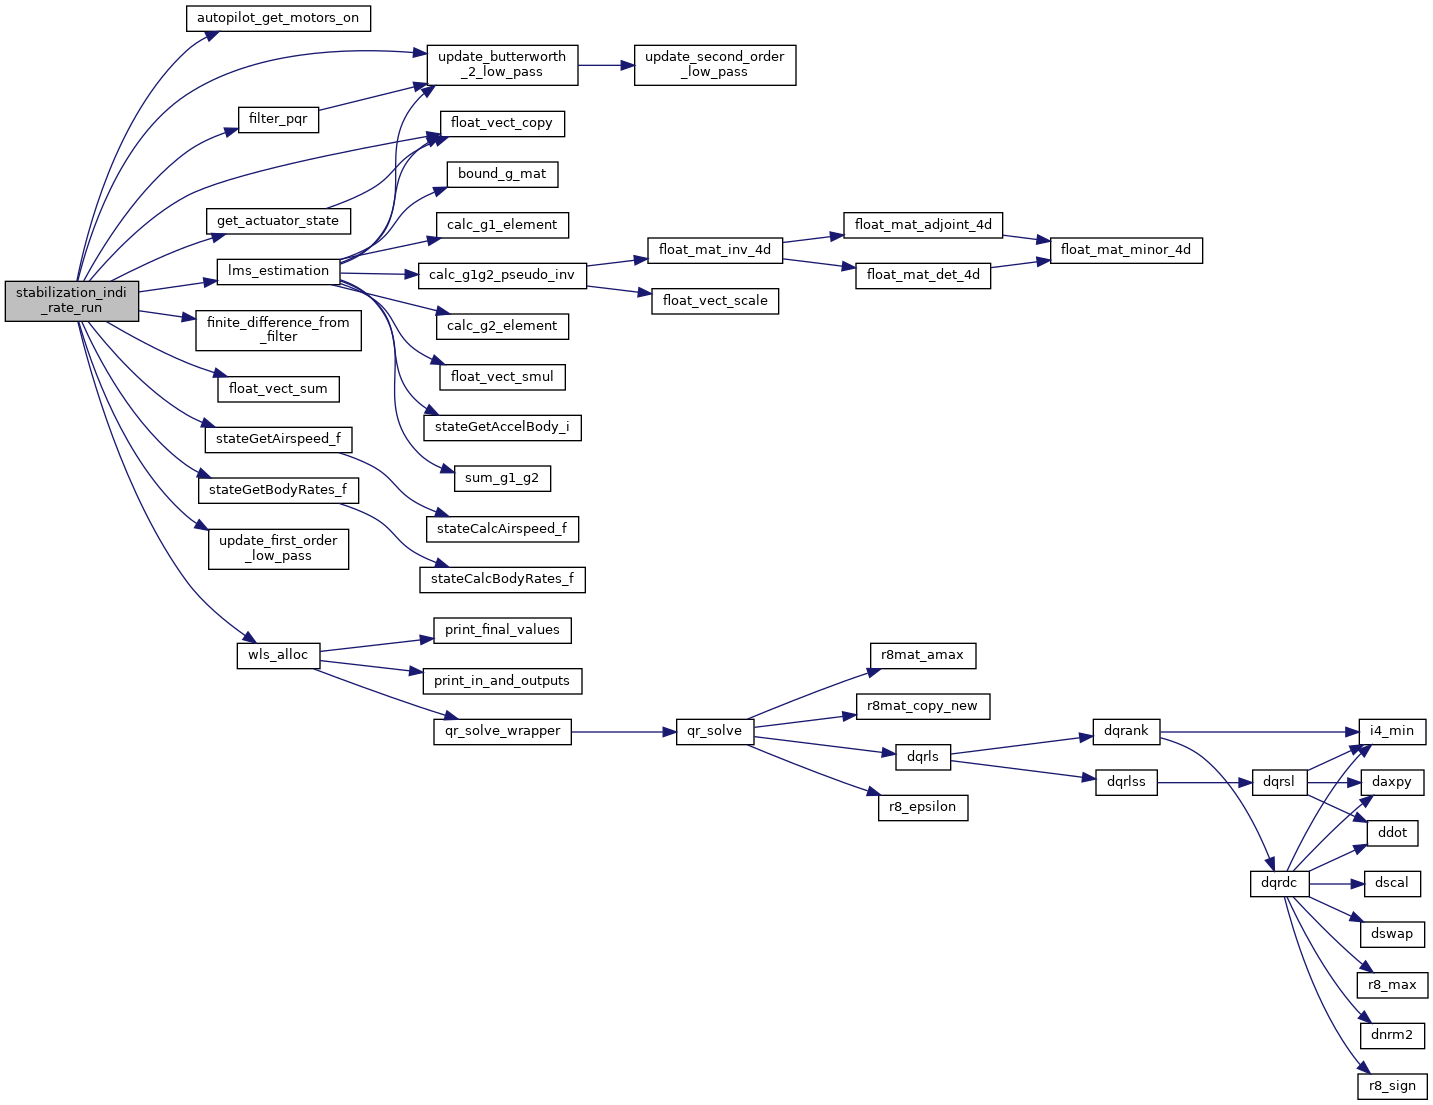 autopilot_get_motors_on
update_butterworth
_2_low_pass
update_second_order
_low_pass
filter_pqr
float_vect_copy
bound_g_mat
get_actuator_state
calc_g1_element
float_mat_adjoint_4d
float_mat_inv_4d
float_mat_minor_4d
lms_estimation
calc_g1g2_pseudo_inv
float_mat_det_4d
stabilization_indi
_rate_run
float_vect_scale
finite_difference_from
_filter
calc_g2_element
float_vect_sum
float_vect_smul
stateGetAirspeed_f
stateGetAccelBody_i
stateGetBodyRates_f
sum_g1_g2
update_first_order
_low_pass
stateCalcAirspeed_f
stateCalcBodyRates_f
print_final_values
wls_alloc
r8mat_amax
print_in_and_outputs
r8mat_copy_new
qr_solve_wrapper
qr_solve
dqrank
i4_min
dqrls
dqrlss
dqrsl
daxpy
r8_epsilon
ddot
dqrdc
dscal
dswap
r8_max
dnrm2
r8_sign